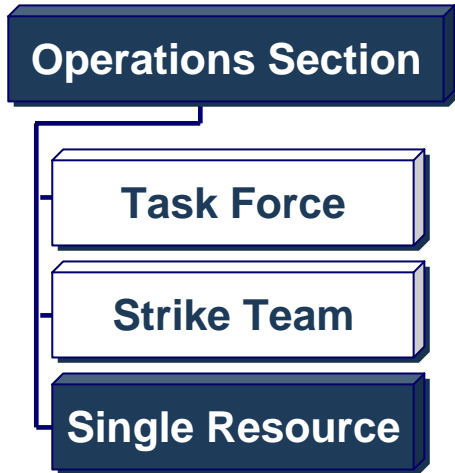 Operations Section
Task Force
Strike Team
Single Resource